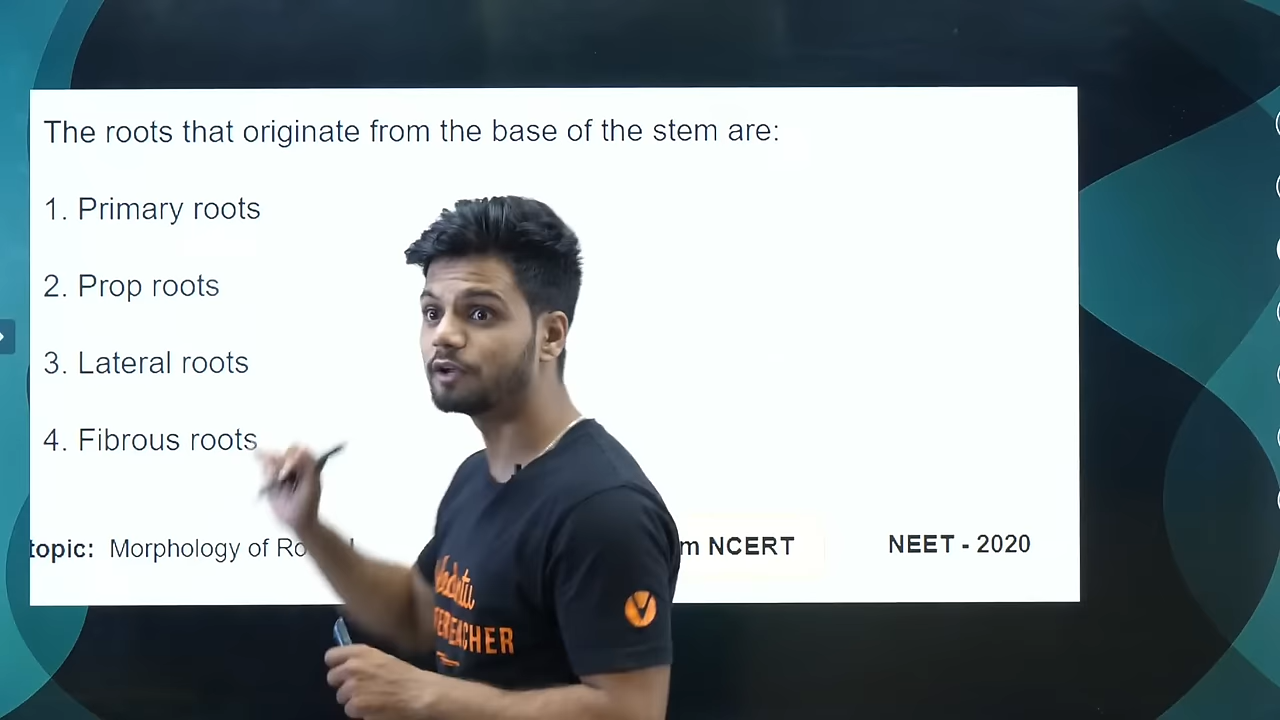 The roots that originate from the base of the stem are:
1. Primary roots
2. Prop roots
3. Lateral roots
4. Fibrous roots
topic: Morphology of
NCERT
NEET - 2020